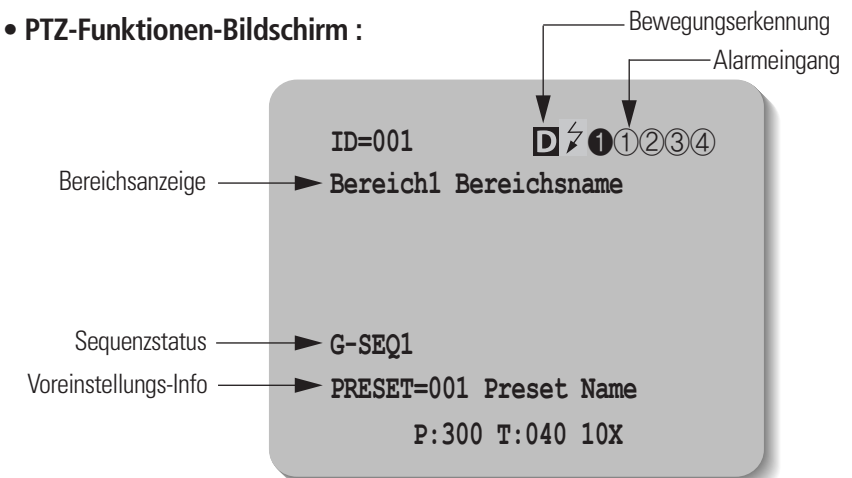 • PTZ-Funktionen-Bildschirm :
Bewegungserkennung
Alarmeingang
ID=001 D ❶①②③④
Bereichsanzeige
Bereich1 Bereichsname
Sequenzstatus
G-SEQ1
Voreinstellungs-Info
PRESET=001 Preset Name
P:300 T:040 10X